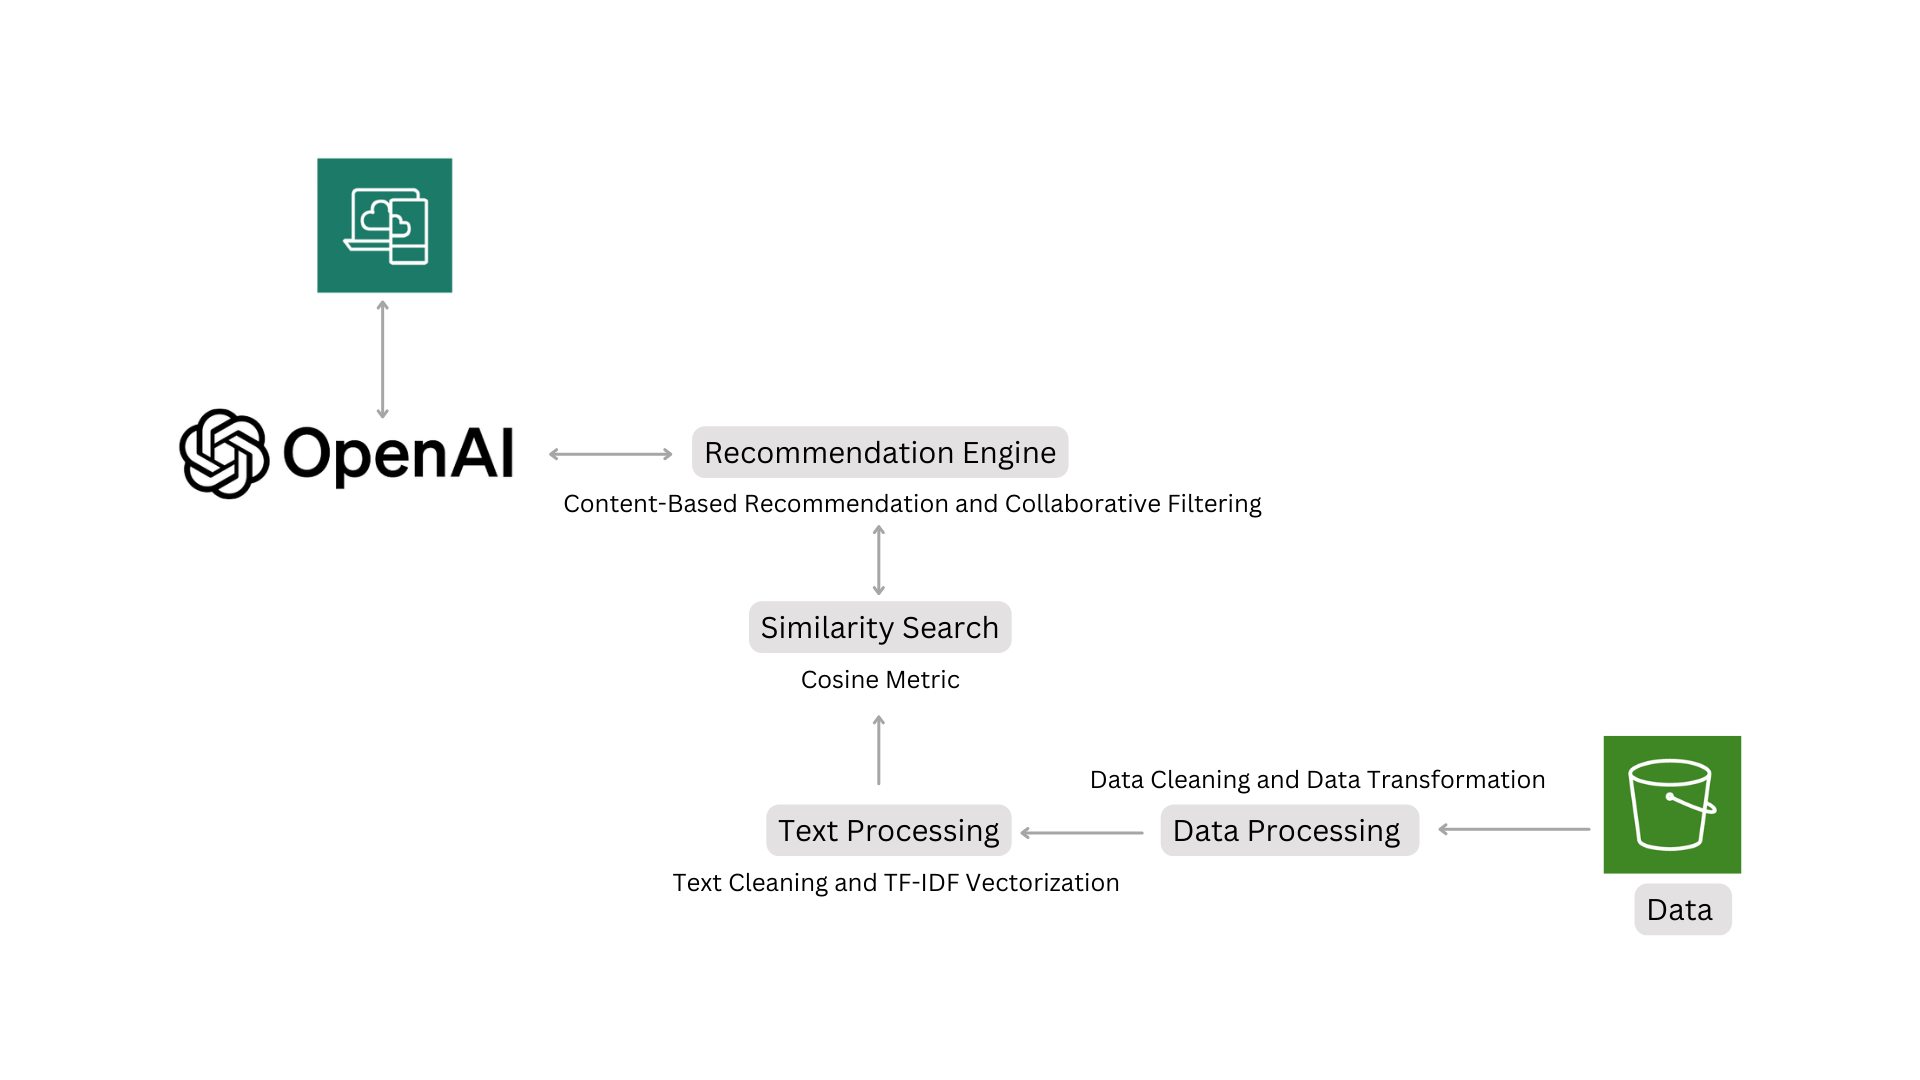 OpenAI
Recommendation Engine
Content-Based Recommendation and Collaborative Filtering
Similarity Search
Cosine Metric
Data Cleaning and Data Transformation
Text Processing
Data Processing
Text Cleaning and TF-IDF Vectorization
Data